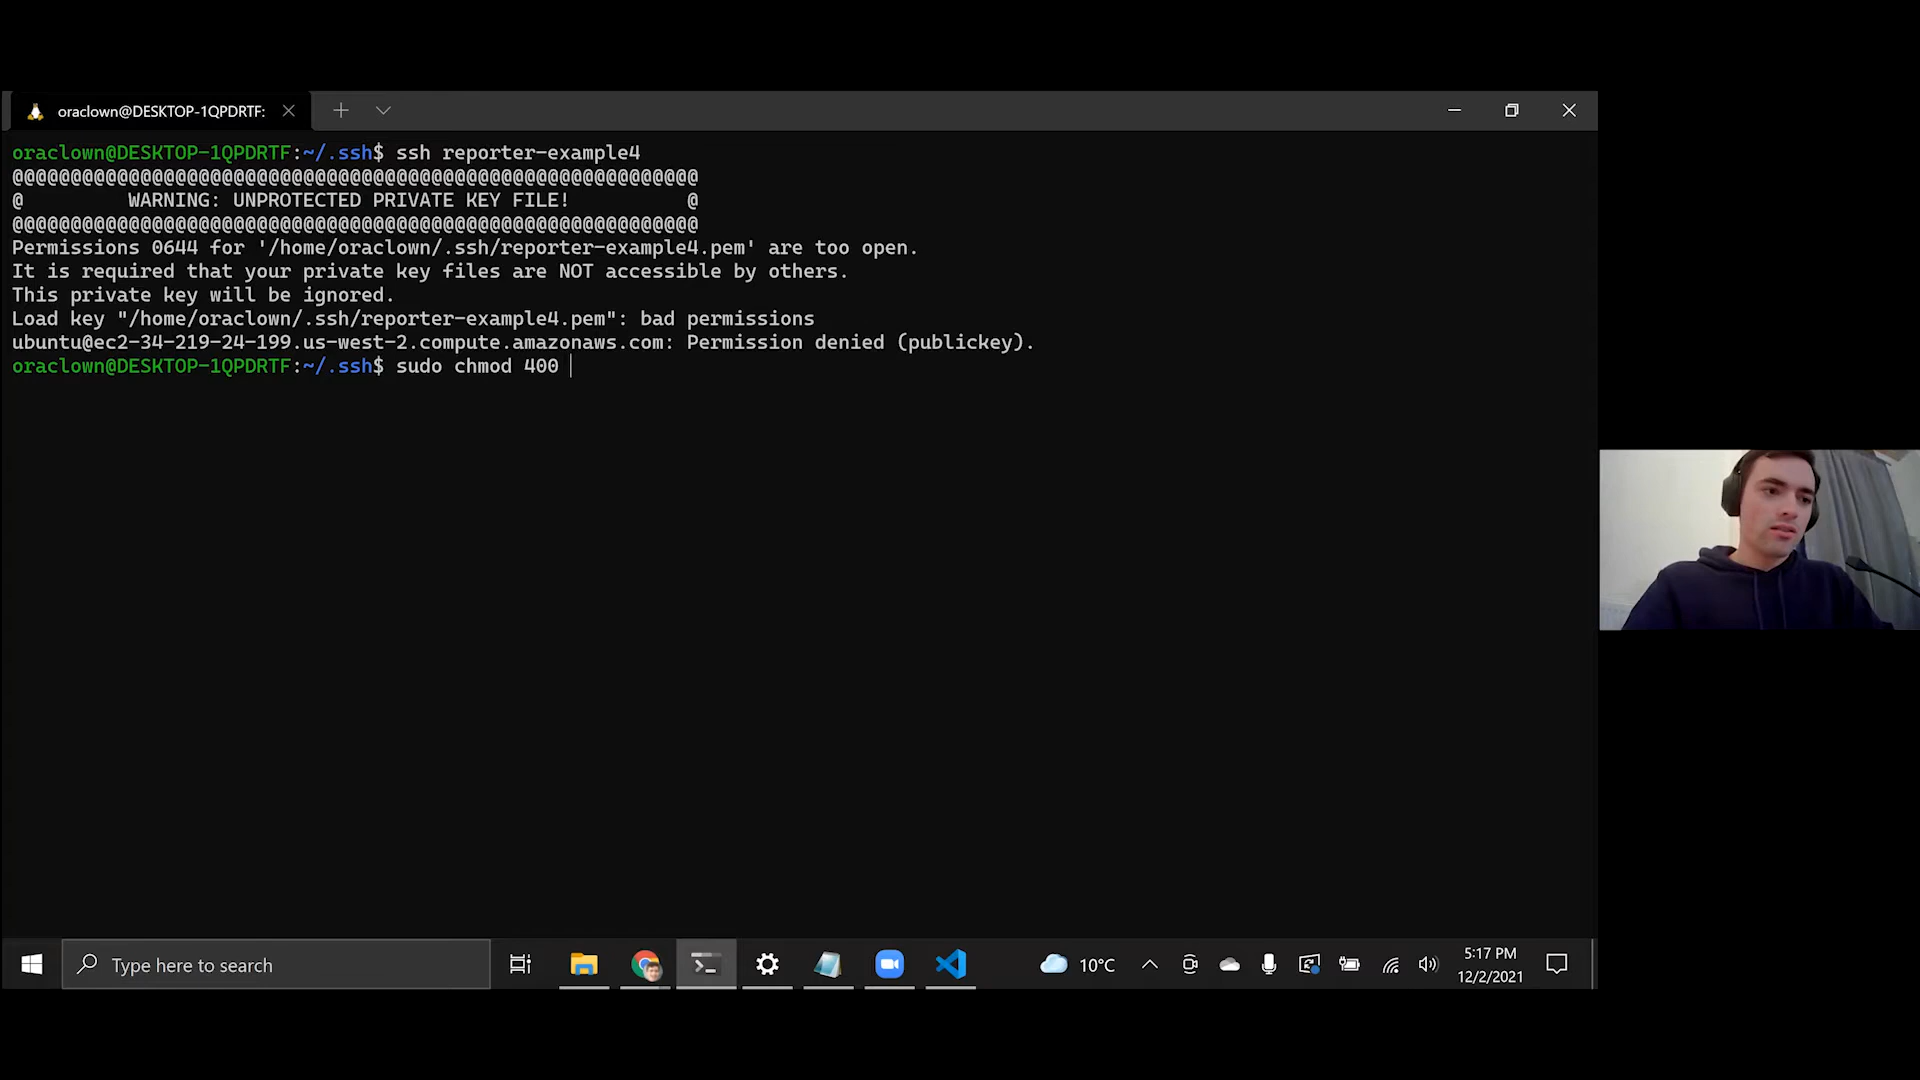 oraclown@DESKTOP-1QPDRTF:
oraclown@DESKTOP-1QPDRTF:~/.ssh$ ssh reporter-example4
@@@@@@@@@@@@@@@@@@@@@@@@@@@@@@@@@@@@@@@@@@@@@@@@@@@@@@@@@@@
@         WARNING: UNPROTECTED PRIVATE KEY FILE!          @
@@@@@@@@@@@@@@@@@@@@@@@@@@@@@@@@@@@@@@@@@@@@@@@@@@@@@@@@@@@
Permissions 0644 for '/home/oraclown/.ssh/reporter-example4.pem' are too open.
It is required that your private key files are NOT accessible by others.
This private key will be ignored.
Load key "/home/oraclown/.ssh/reporter-example4.pem": bad permissions
ubuntu@ec2-34-219-24-199.us-west-2.compute.amazonaws.com: Permission denied (publickey).
oraclown@DESKTOP-1QPDRTF:~/.ssh$ sudo chmod 400
Type here to search
10°C
5:17 PM
12/2/2021